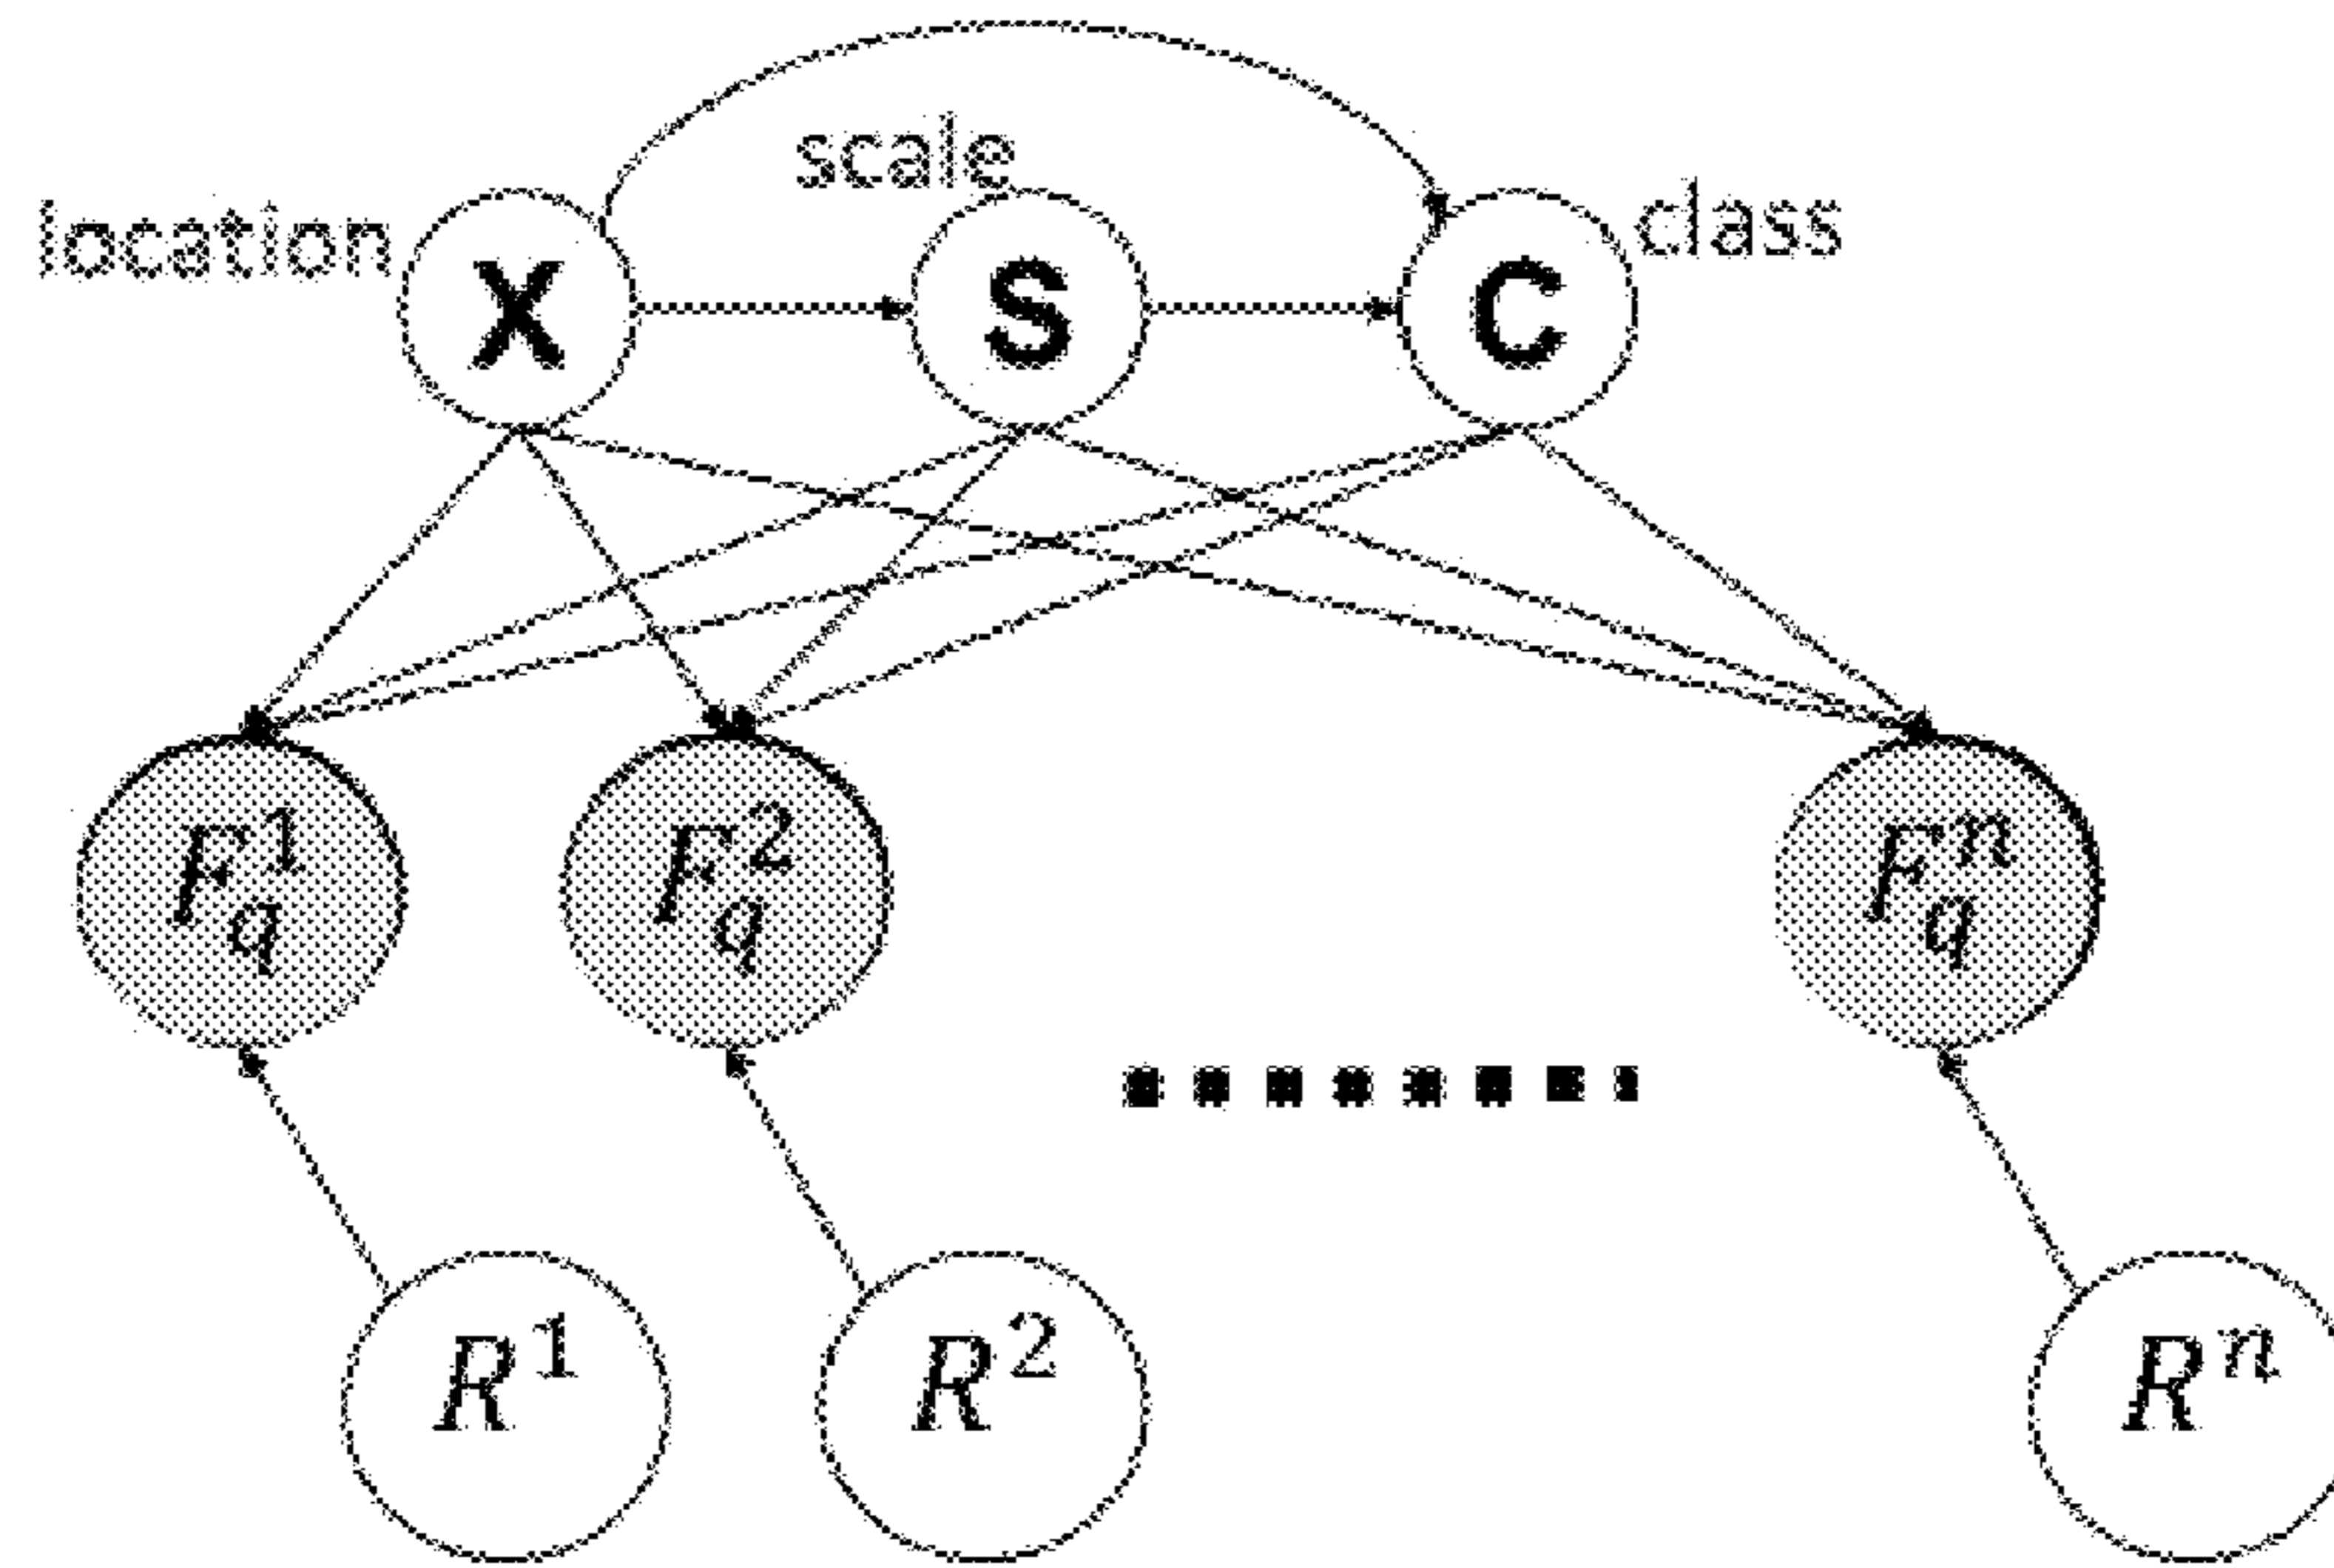 scale
location
class
X S C
F_q^1 F_q^2 F_q^n
R^1 R^2 R^n